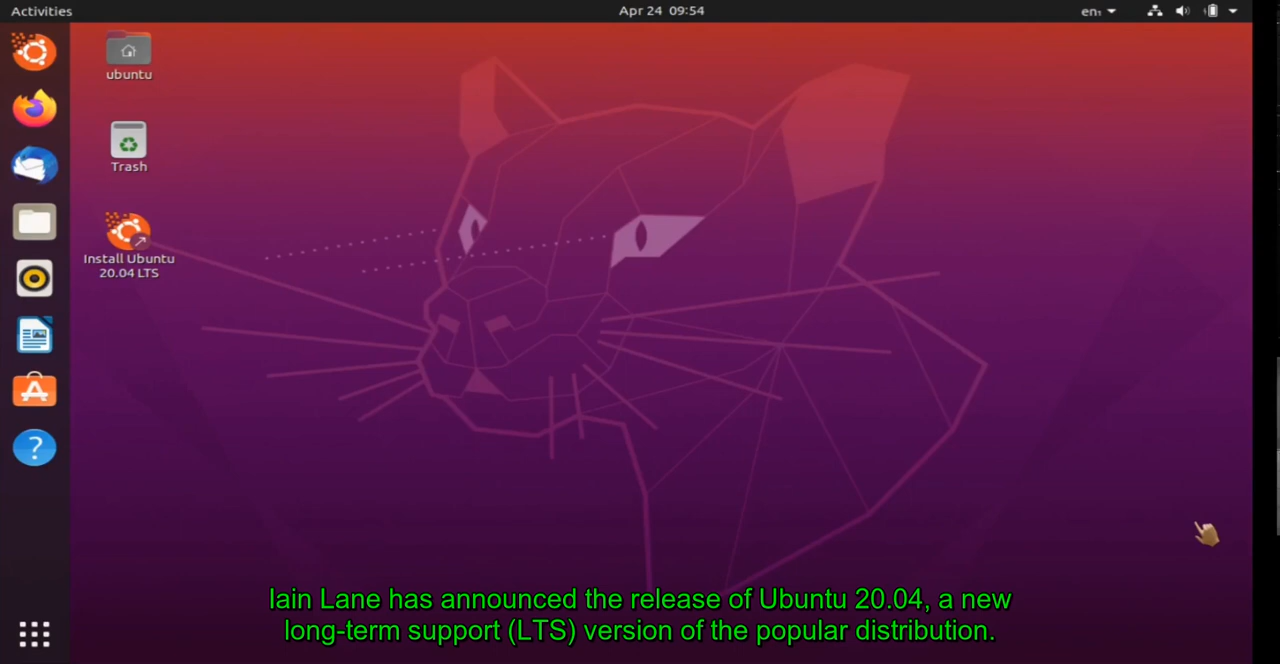 Activities
Apr 24 09:54
en₁
ubuntu
Trash
Install Ubuntu
20.04 LTS
?
Iain Lane has announced the release of Ubuntu 20.04, a new
long-term support (LTS) version of the popular distribution.